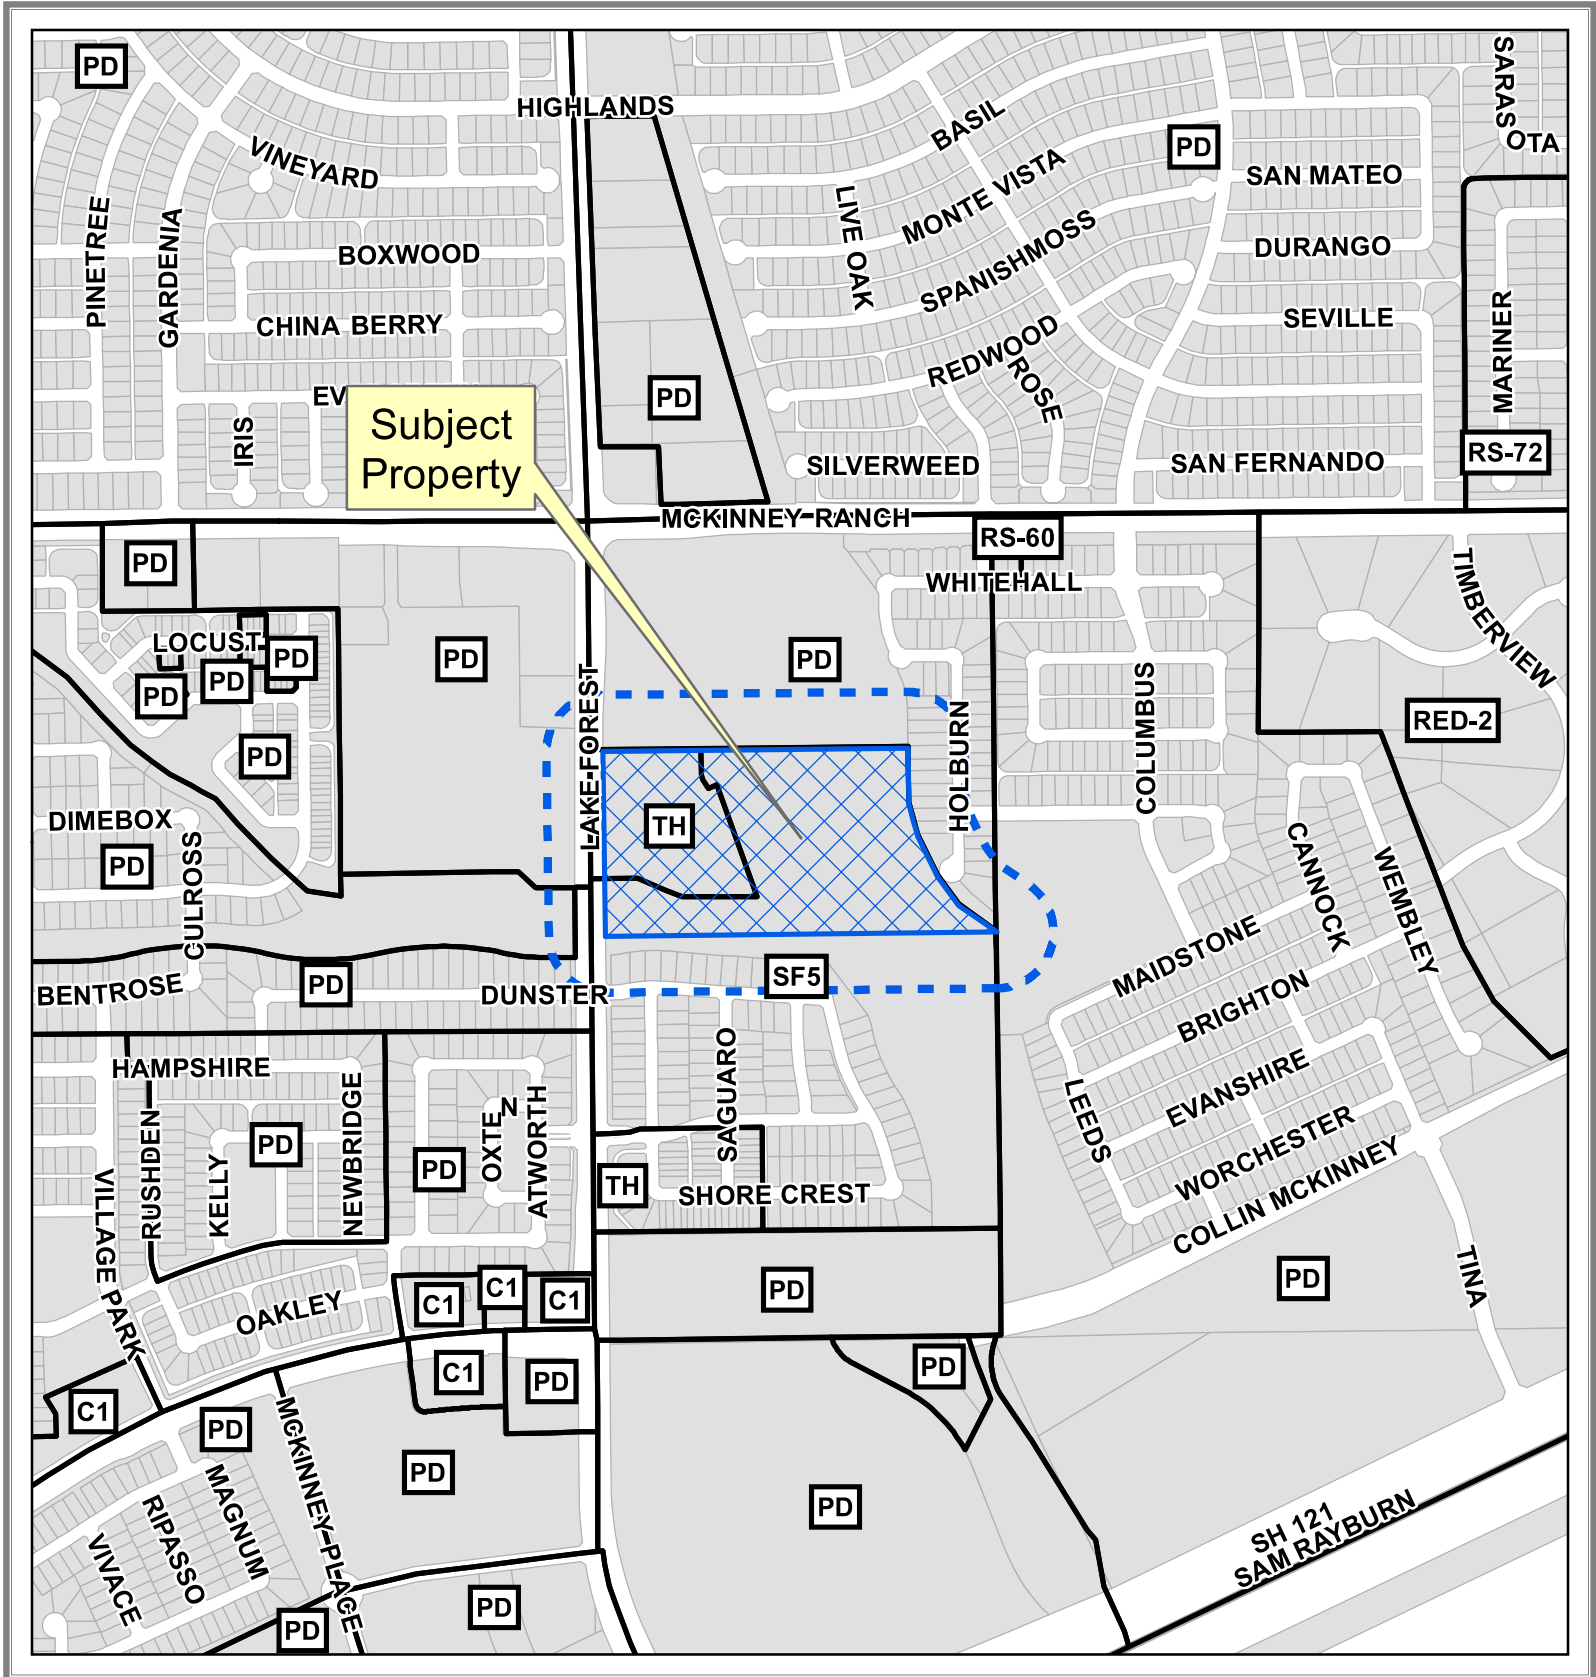 PD
HIGHLANDS
SARAS
OTA
BASIL
PD
VINEYARD
MONTE VISTA
SAN MATEO
LIVE OAK
PINETREE
GARDENIA
BOXWOOD
SPANISHMOSS
DURANGO
CHINA BERRY
SEVILLE
MARINER
REDWOOD
ROSE
EV
PD
Subject
Property
IRIS
SILVERWEED
SAN FERNANDO
RS-72
MCKINNEY RANCH
RS-60
PD
WHITEHALL
TIMBERVIEW
LOCUST
PD
PD
PD
PD
PD
PD
LAKE FOREST
COLUMBUS
RED-2
PD
HOLBURN
DIMEBOX
TH
PD
CULROSS
CANNOCK
WEMBLEY
MAIDSTONE
BENTROSE
PD
DUNSTER
SF5
BRIGHTON
HAMPSHIRE
SAGUARO
EVANSHIRE
RUSHDEN
NEWBRIDGE
OXTE
N
ATWORTH
LEEDS
PD
KELLY
PD
TH
SHORE CREST
WORCHESTER
COLLIN MCKINNEY
VILLAGE PARK
TINA
PD
PD
C1
C1
C1
OAKLEY
C1
PD
PD
C1
PD
MCKINNEY PLACE
PD
MAGNUM
RIPASSO
VIVACE
PD
SH 121
SAM RAYBURN
PD
PD